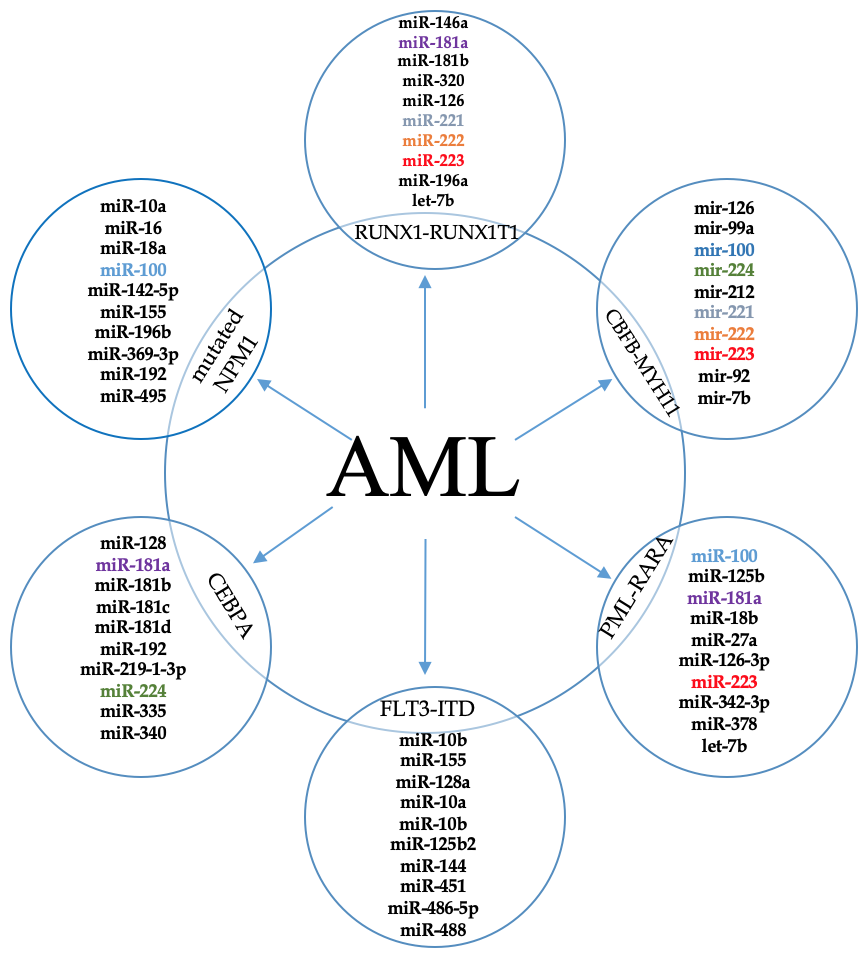 miR-146a
miR-181a
miR-181b
miR-320
miR-126
miR-221
miR-222
miR-223
miR-196a
let-7b
RUNX1-RUNX1T1
miR-10a
miR-16
miR-18a
miR-100
miR-142-5p
miR-155
miR-196b
miR-369-3p
miR-192
miR-495
mutated
NPM1
mir-126
mir-99a
mir-100
mir-224
mir-212
mir-221
mir-222
mir-223
mir-92
mir-7b
CBFB-MYH11
AML
miR-128
miR-181a
miR-181b
miR-181c
miR-181d
miR-192
miR-219-1-3p
miR-224
miR-335
miR-340
CEBPA
miR-100
miR-125b
miR-181a
miR-18b
miR-27a
miR-126-3p
miR-223
miR-342-3p
miR-378
let-7b
PML-RARA
FLT3-ITD
miR-10b
miR-155
miR-128a
miR-10a
miR-10b
miR-125b2
miR-144
miR-451
miR-486-5p
miR-488